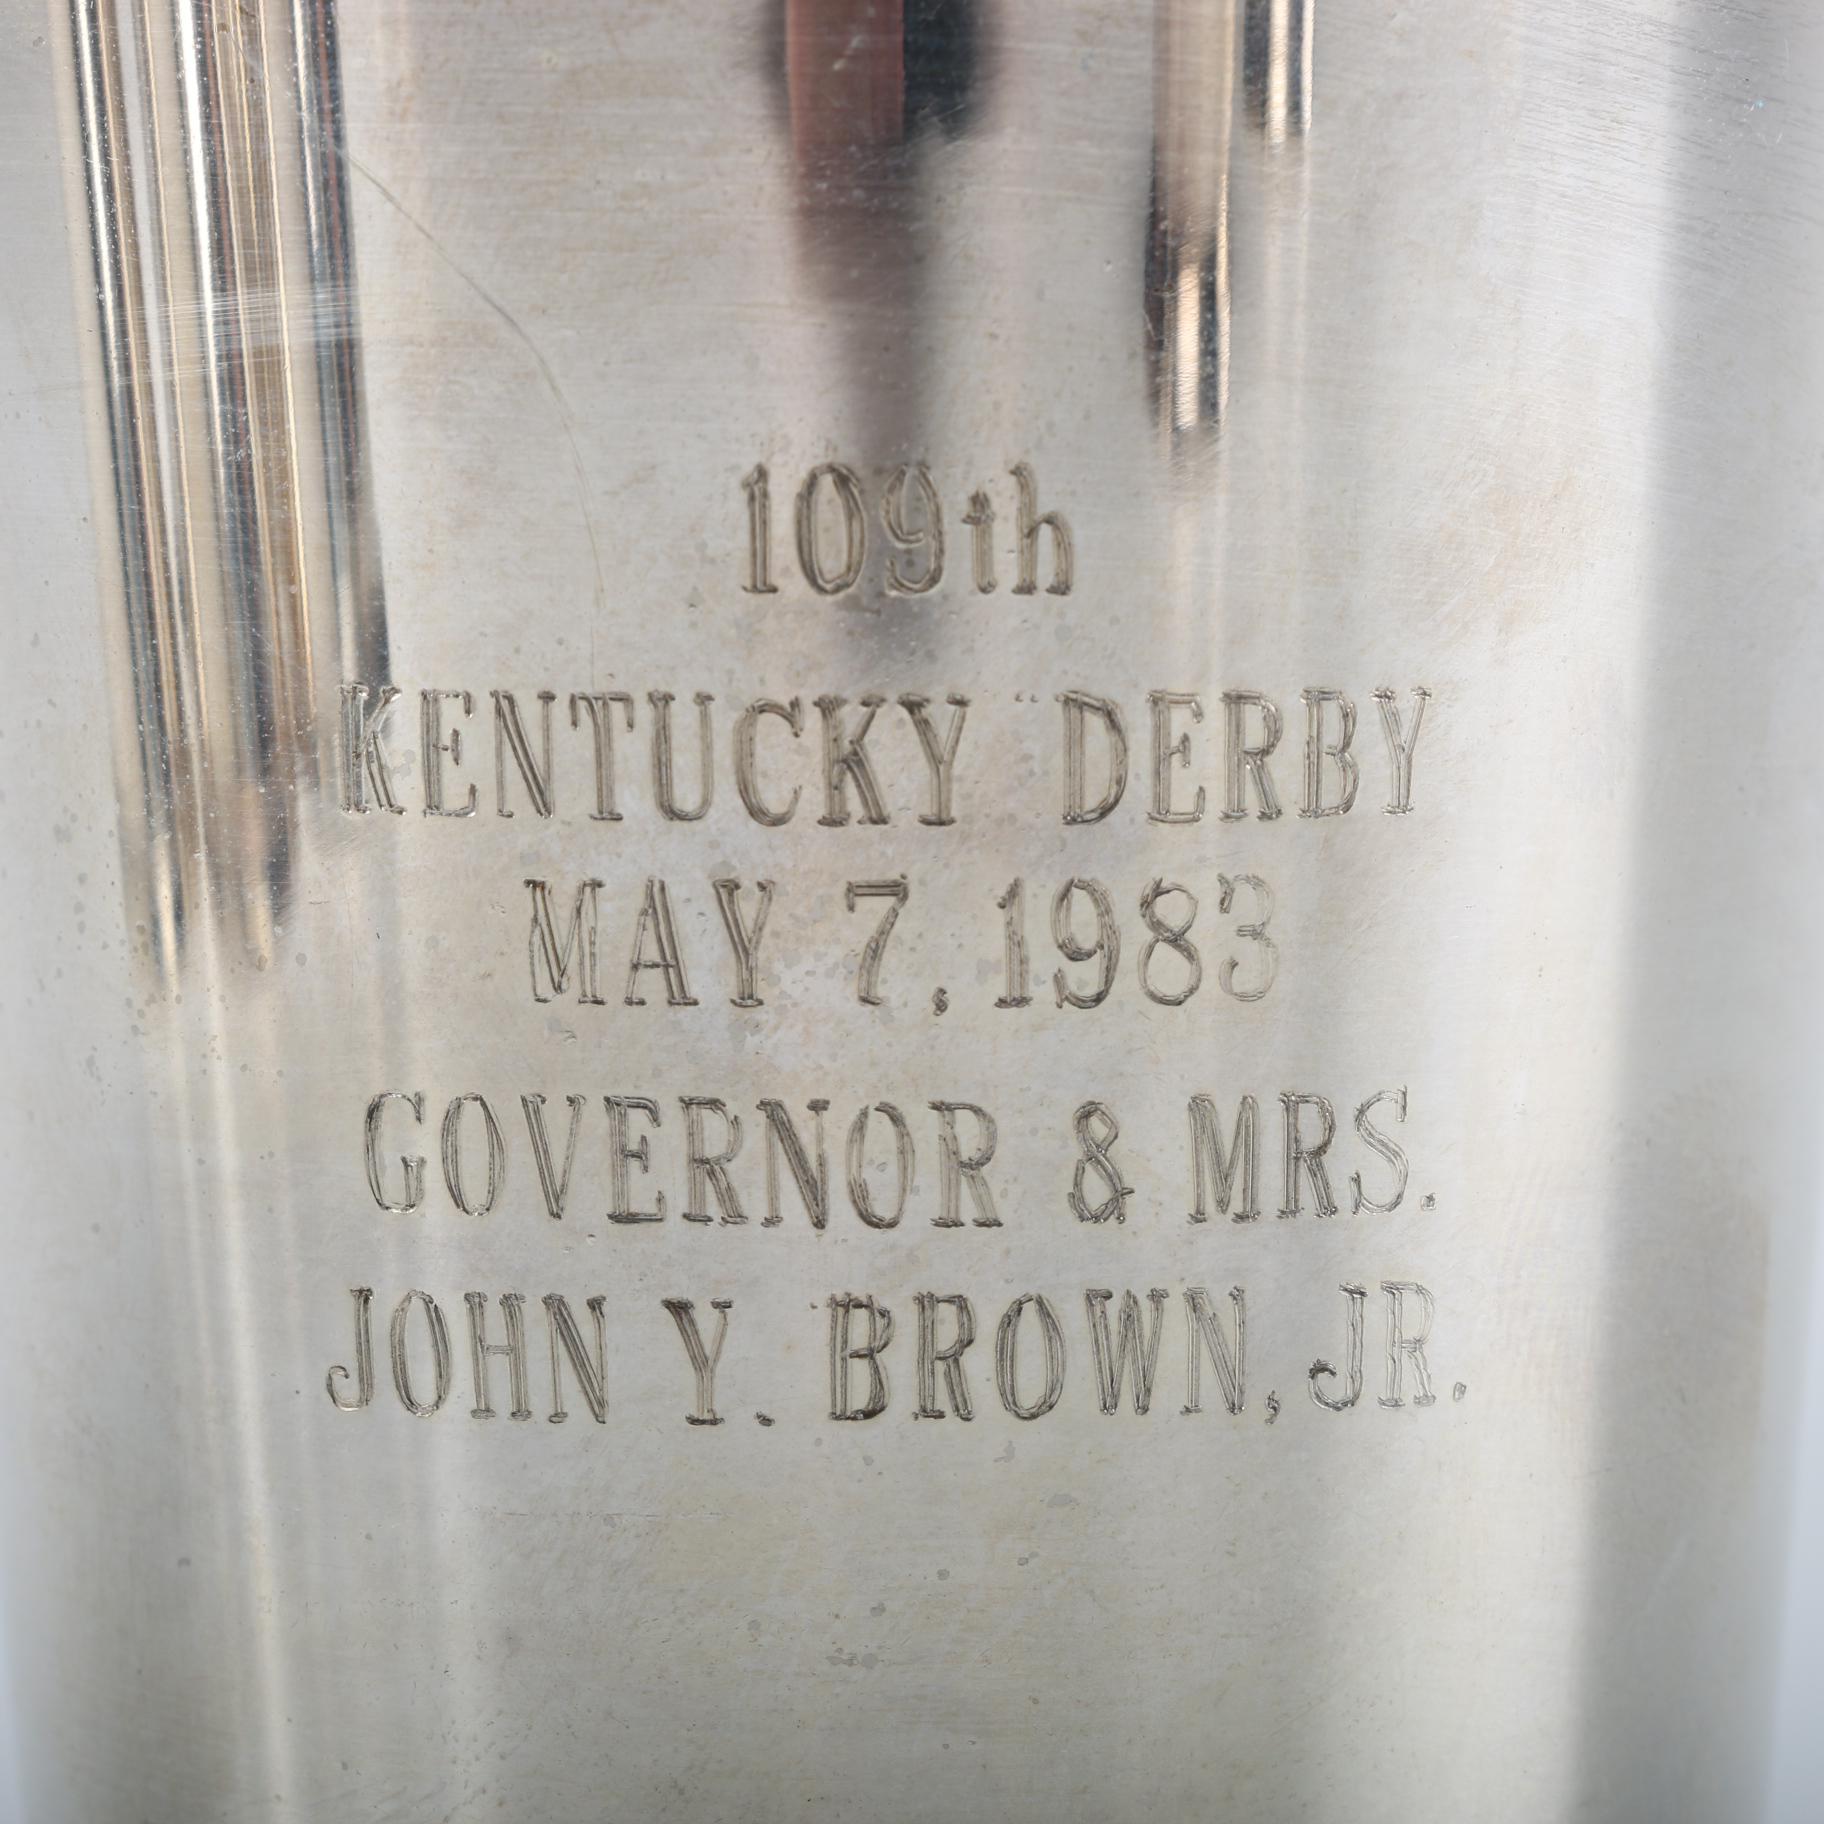 109th
KENTUCKY DERBY
MAY 7, 1983
GOVERNOR & MRS.
JOHN Y. BROWN, JR.